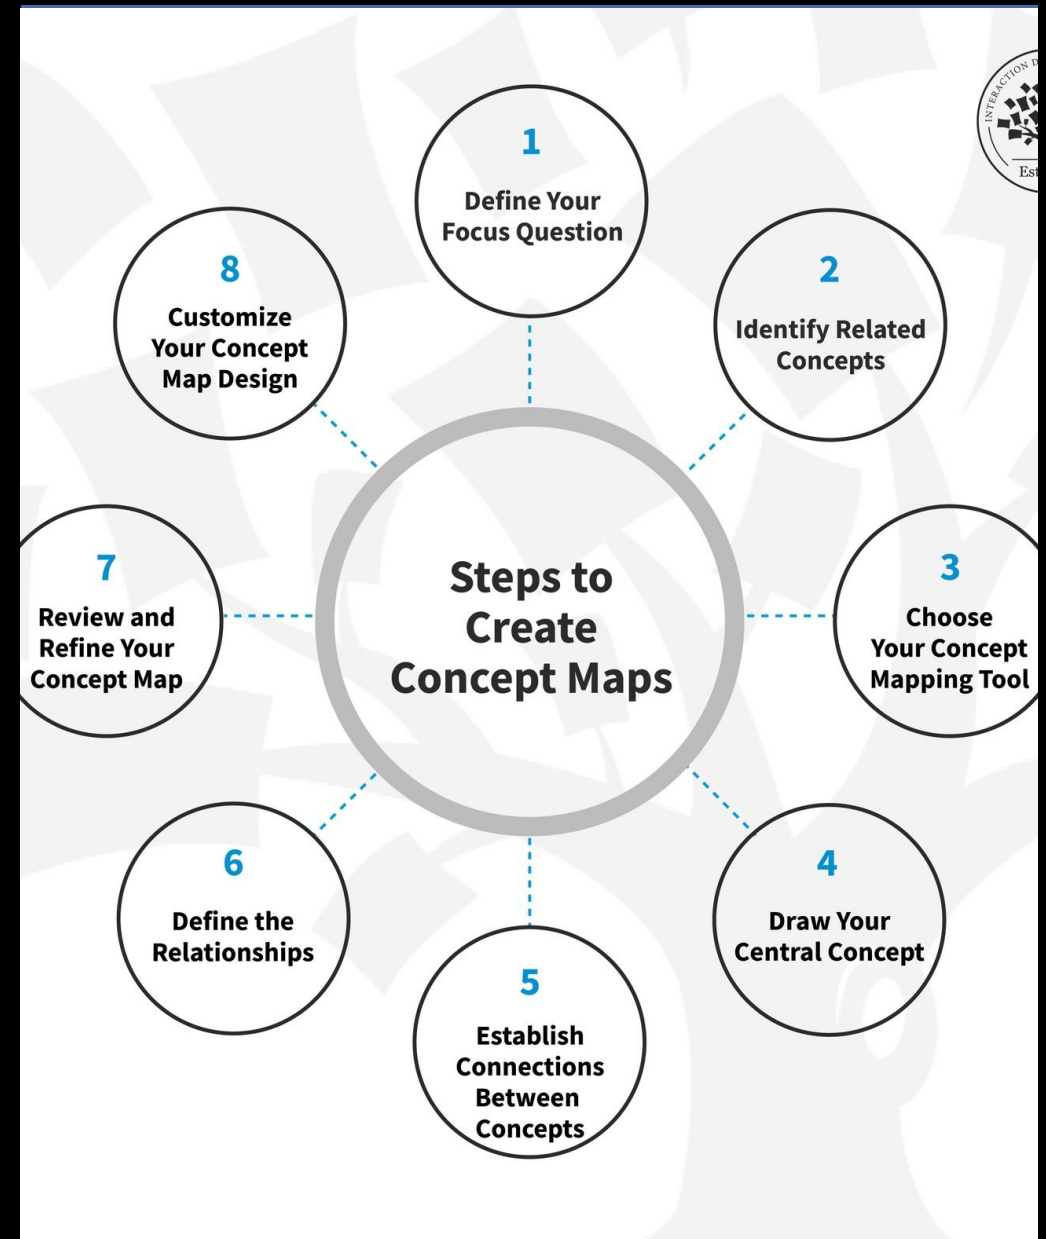 INTERACTION D
Est
1
Define Your
Focus Question
2
Identify Related
Concepts
3
Choose
Your Concept
Mapping Tool
4
Draw Your
Central Concept
5
Establish
Connections
Between
Concepts
6
Define the
Relationships
7
Review and
Refine Your
Concept Map
8
Customize
Your Concept
Map Design
Steps to
Create
Concept Maps